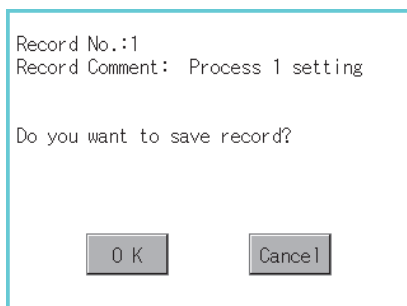 Record No.:1
Record Comment: Process 1 setting
Do you want to save record?
OK Cancel